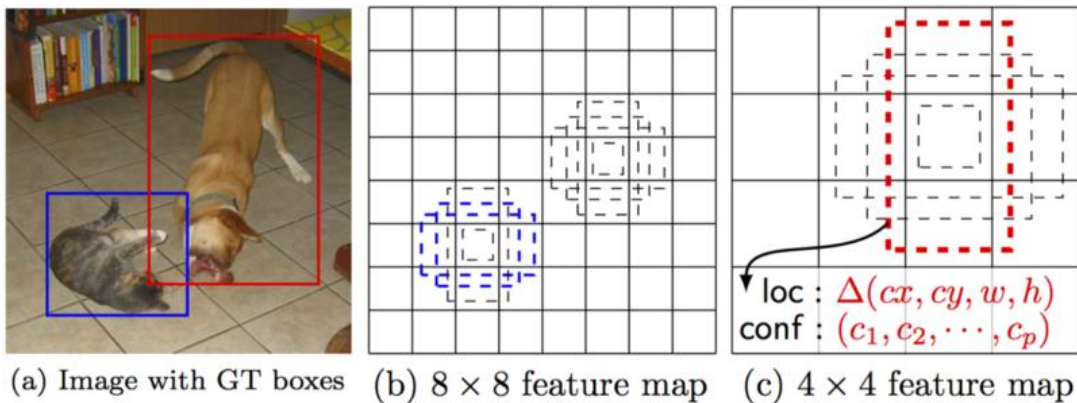 loc : Δ(cx, cy, w, h)
conf : (c₁, c₂, ⋯, cₚ)
(a) Image with GT boxes
(b) 8 × 8 feature map
(c) 4 × 4 feature map